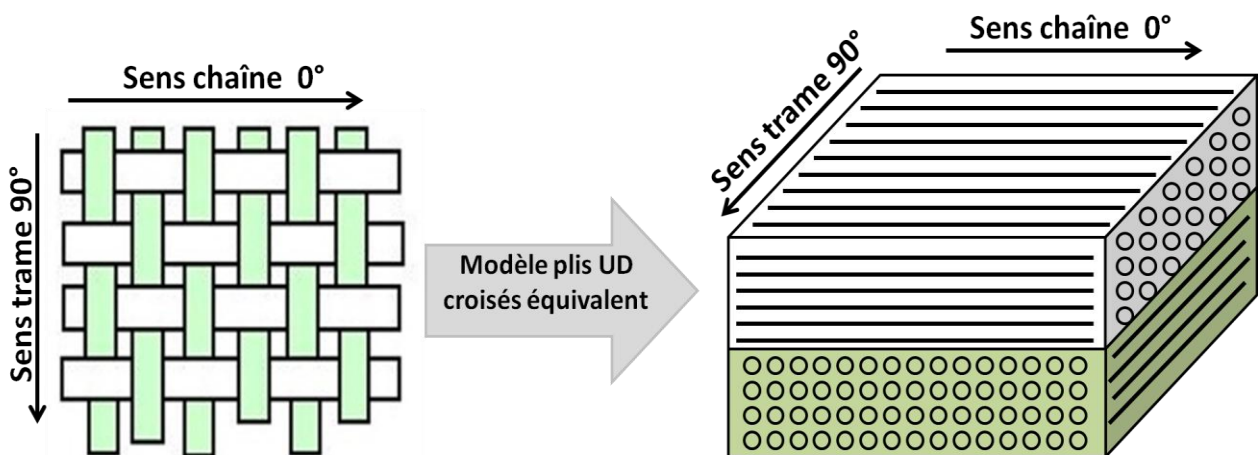 Sens chaîne 0°
Sens trame 90°
Modèle plis UD
croisés équivalent
Sens trame 90°
Sens chaîne 0°